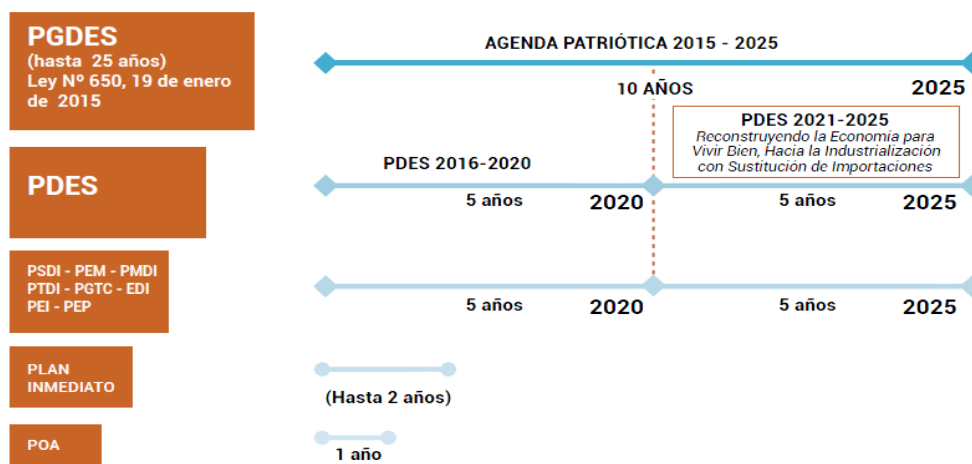 PGDES
(hasta 25 años)
Ley Nº 650, 19 de enero
de 2015
AGENDA PATRIÓTICA 2015 - 2025
10 AÑOS
2025
PDES
PDES 2016-2020
PDES 2021-2025
Reconstruyendo la Economía para
Vivir Bien, Hacia la Industrialización
con Sustitución de Importaciones
5 años
2020
5 años
2025
PSDI - PEM - PMDI
PTDI - PGTC - EDI
PEI - PEP
5 años
2020
5 años
2025
PLAN
INMEDIATO
(Hasta 2 años)
POA
1 año